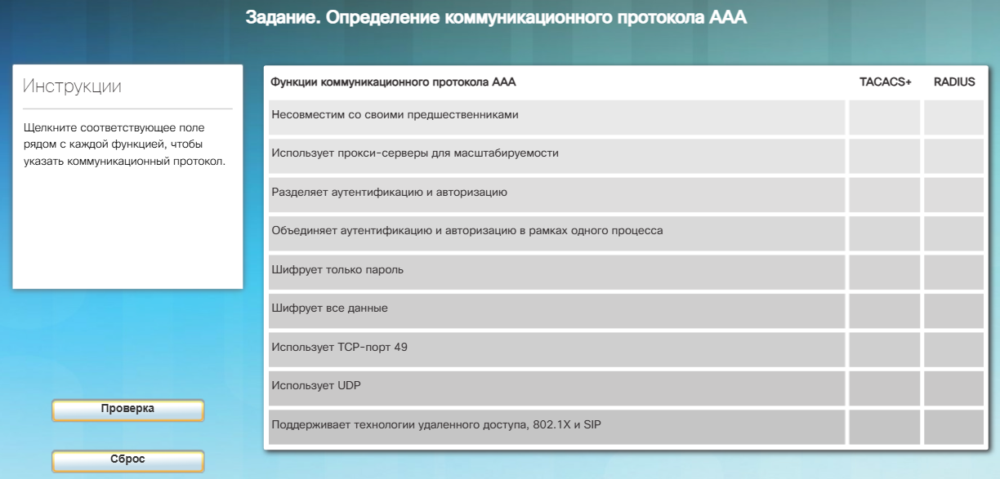 Задание. Определение коммуникационного протокола AAA
Инструкции
Щелкните соответствующее поле
рядом с каждой функцией, чтобы
указать коммуникационный протокол.
Проверка
Сброс
Функции коммуникационного протокола AAA TACACS+ RADIUS
Несовместим со своими предшественниками
Использует прокси-серверы для масштабируемости
Разделяет аутентификацию и авторизацию
Объединяет аутентификацию и авторизацию в рамках одного процесса
Шифрует только пароль
Шифрует все данные
Использует TCP-порт 49
Использует UDP
Поддерживает технологии удаленного доступа, 802.1X и SIP